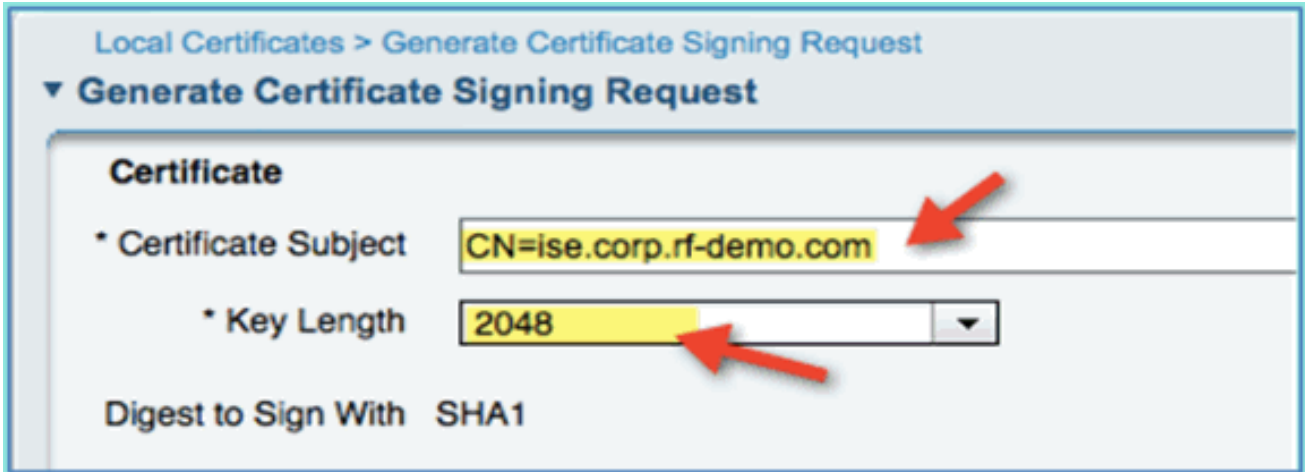 Local Certificates > Generate Certificate Signing Request
Generate Certificate Signing Request
Certificate
* Certificate Subject CN=ise.corp.rf-demo.com
* Key Length 2048
Digest to Sign With SHA1